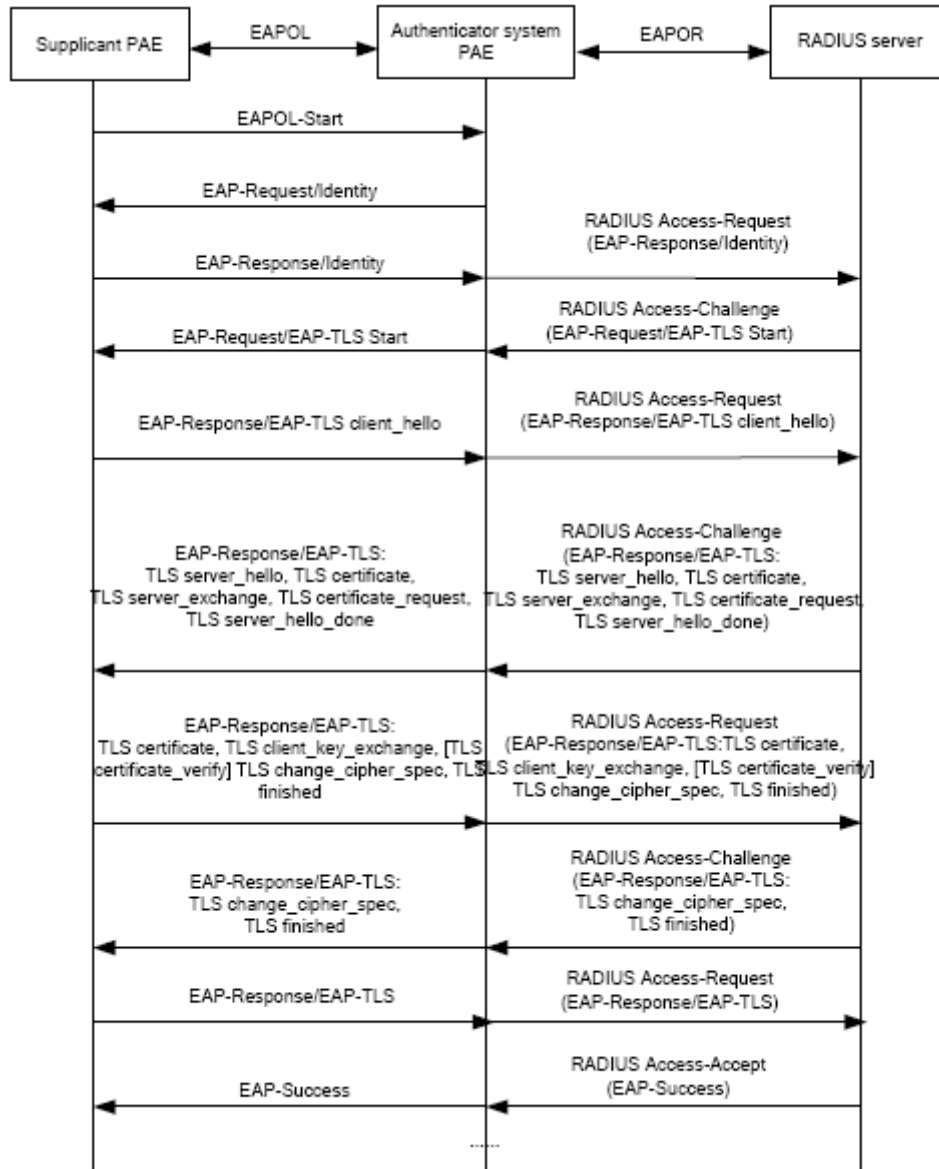 Supplicant PAE
EAPOL
Authenticator system
PAE
EAPOR
RADIUS server
EAPOL-Start
EAP-Request/Identity
RADIUS Access-Request
(EAP-Response/Identity)
EAP-Response/Identity
RADIUS Access-Challenge
(EAP-Request/EAP-TLS Start)
EAP-Request/EAP-TLS Start
RADIUS Access-Request
(EAP-Response/EAP-TLS client_hello)
EAP-Response/EAP-TLS client_hello
EAP-Response/EAP-TLS:
TLS server_hello, TLS certificate,
TLS server_exchange, TLS certificate_request,
TLS server_hello_done
RADIUS Access-Challenge
(EAP-Response/EAP-TLS:
TLS server_hello, TLS certificate,
TLS server_exchange, TLS certificate_request,
TLS server_hello_done)
EAP-Response/EAP-TLS:
TLS certificate, TLS client_key_exchange, [TLS
certificate_verify] TLS change_cipher_spec, TLS
finished
RADIUS Access-Request
(EAP-Response/EAP-TLS:TLS certificate,
TLS client_key_exchange, [TLS certificate_verify]
TLS change_cipher_spec, TLS finished)
EAP-Response/EAP-TLS:
TLS change_cipher_spec,
TLS finished
RADIUS Access-Challenge
(EAP-Response/EAP-TLS:
TLS change_cipher_spec,
TLS finished)
EAP-Response/EAP-TLS
RADIUS Access-Request
(EAP-Response/EAP-TLS)
EAP-Success
RADIUS Access-Accept
(EAP-Success)
......